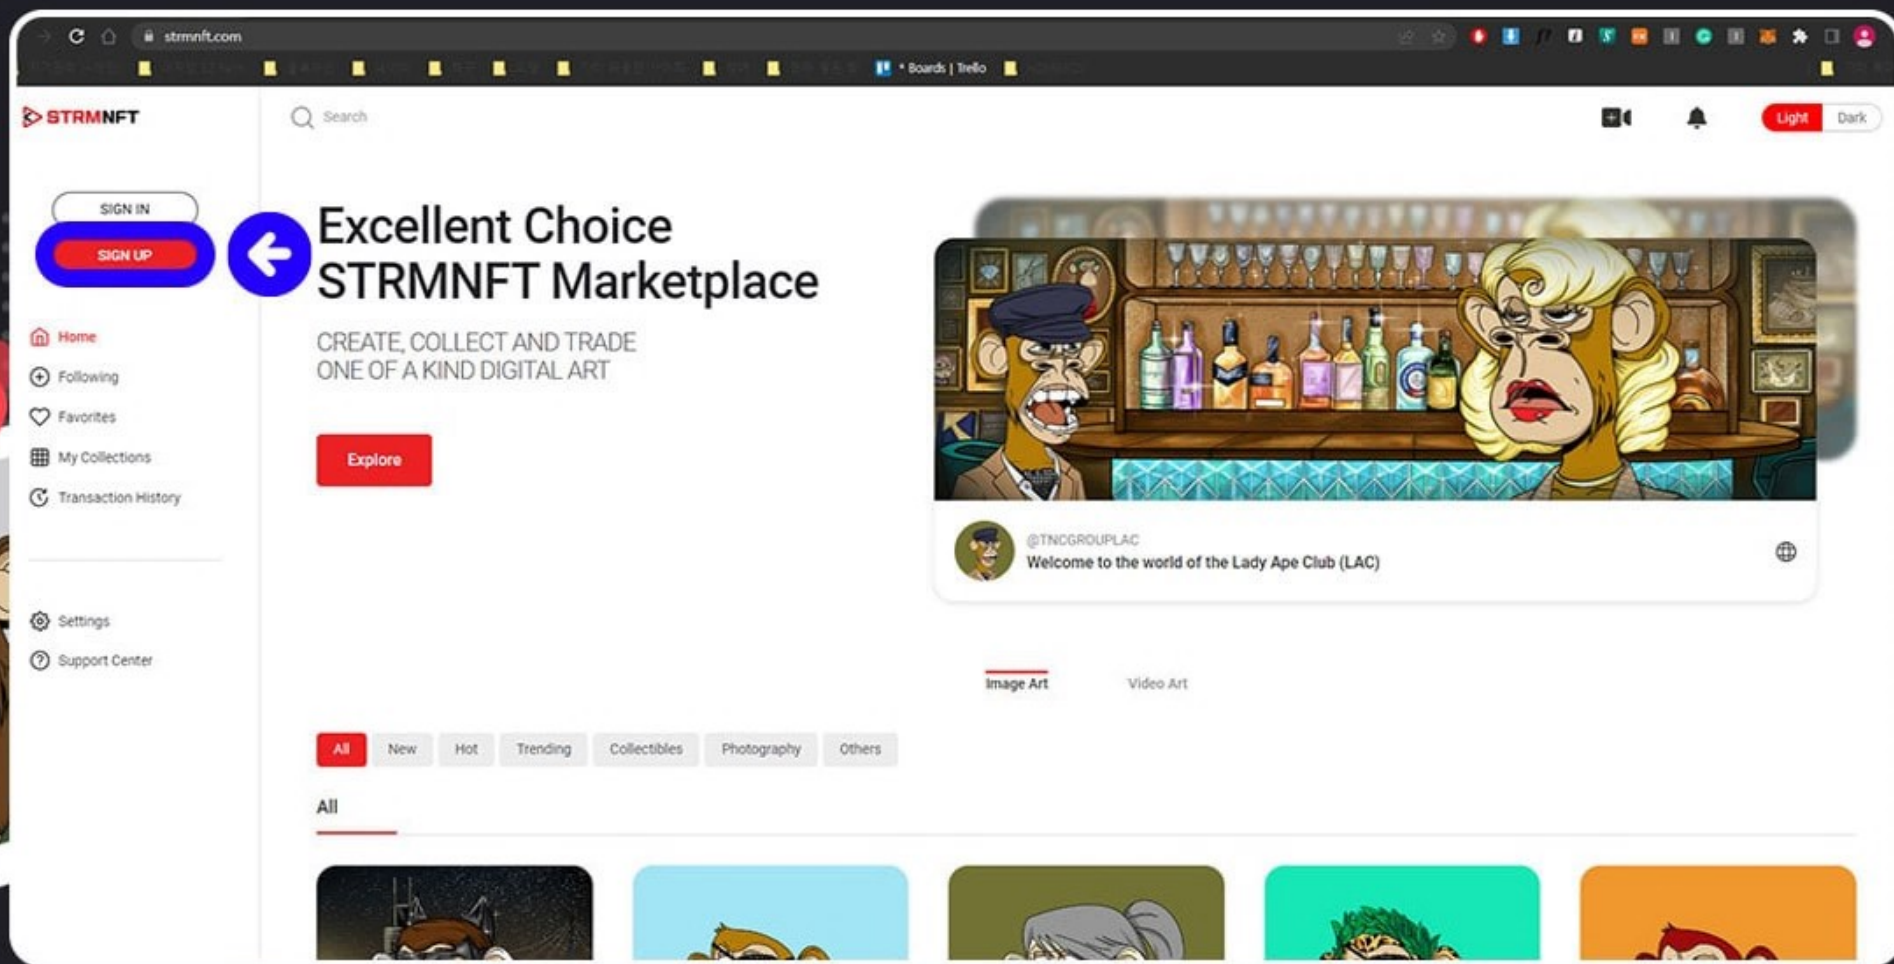 strmnft.com
* Boards | Trello
STRMNFT
Search
Light
Dark
SIGN IN
SIGN UP
Home
Following
Favorites
My Collections
Transaction History
Settings
Support Center
Excellent Choice
STRMNFT Marketplace
CREATE, COLLECT AND TRADE
ONE OF A KIND DIGITAL ART
Explore
@TNCGROUPLAC
Welcome to the world of the Lady Ape Club (LAC)
Image Art
Video Art
All
New
Hot
Trending
Collectibles
Photography
Others
All